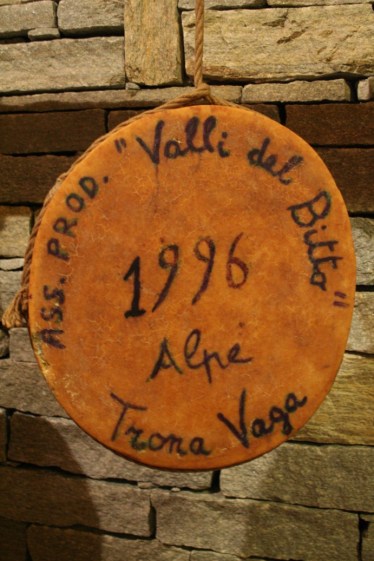 ASS. PROD. "Valli del Bitto"
1996
Alpe
Trona Vaga